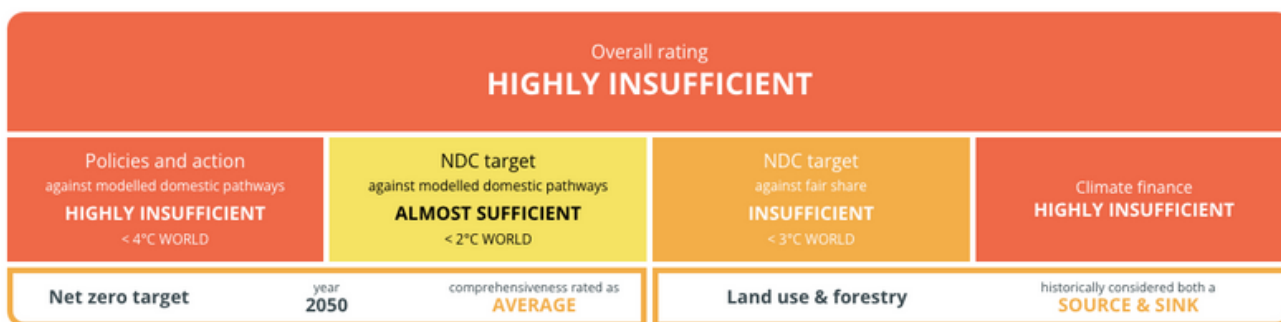 Overall rating
HIGHLY INSUFFICIENT
Policies and action
against modelled domestic pathways
HIGHLY INSUFFICIENT
< 4°C WORLD
NDC target
against modelled domestic pathways
ALMOST SUFFICIENT
< 2°C WORLD
NDC target
against fair share
INSUFFICIENT
< 3°C WORLD
Climate finance
HIGHLY INSUFFICIENT
Net zero target
year
2050
comprehensiveness rated as
AVERAGE
Land use & forestry
historically considered both a
SOURCE & SINK